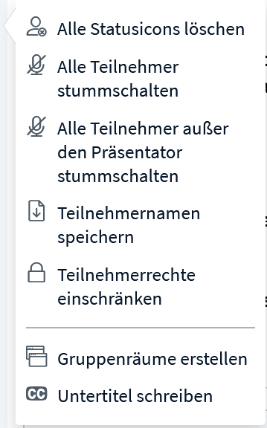 Alle Statusicons löschen
Alle Teilnehmer
stummschalten
Alle Teilnehmer außer
den Präsentator
stummschalten
Teilnehmernamen
speichern
Teilnehmerrechte
einschränken
Gruppenräume erstellen
CC Untertitel schreiben